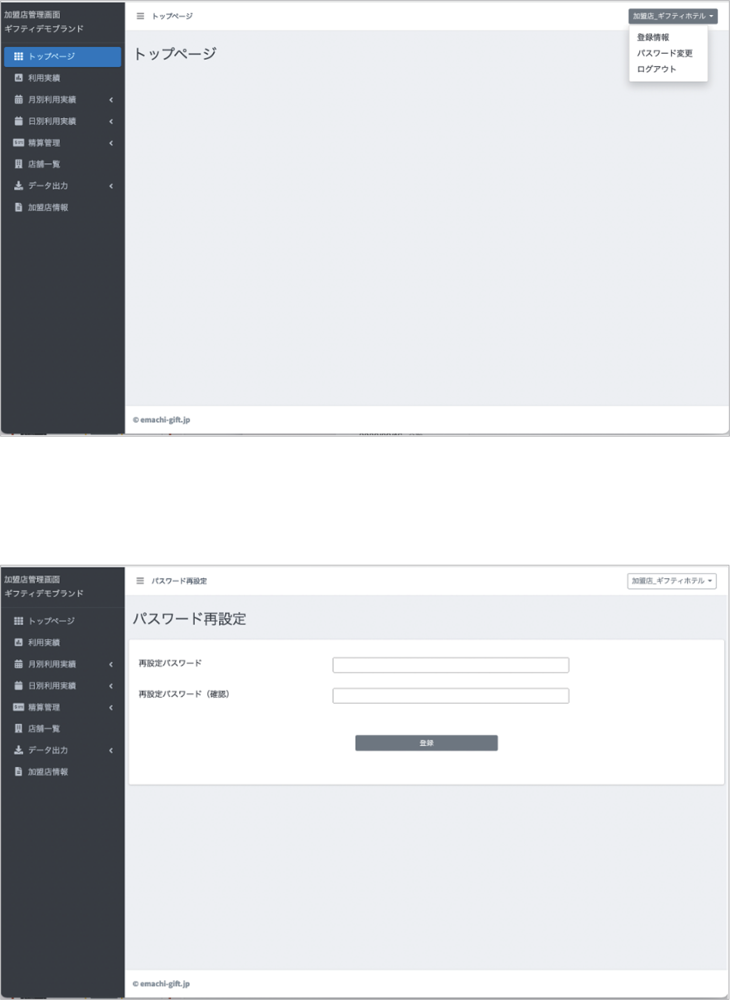 加盟店管理画面
ギフティデモブランド
トップページ
利用実績
月別利用実績
日別利用実績
精算管理
店舗一覧
データ出力
加盟店情報
トップページ
加盟店_ギフティホテル
登録情報
パスワード変更
ログアウト
トップページ
© emachi-gift.jp
加盟店管理画面
ギフティデモブランド
トップページ
利用実績
月別利用実績
日別利用実績
精算管理
店舗一覧
データ出力
加盟店情報
パスワード再設定
加盟店_ギフティホテル
パスワード再設定
再設定パスワード
再設定パスワード（確認）
登録
© emachi-gift.jp